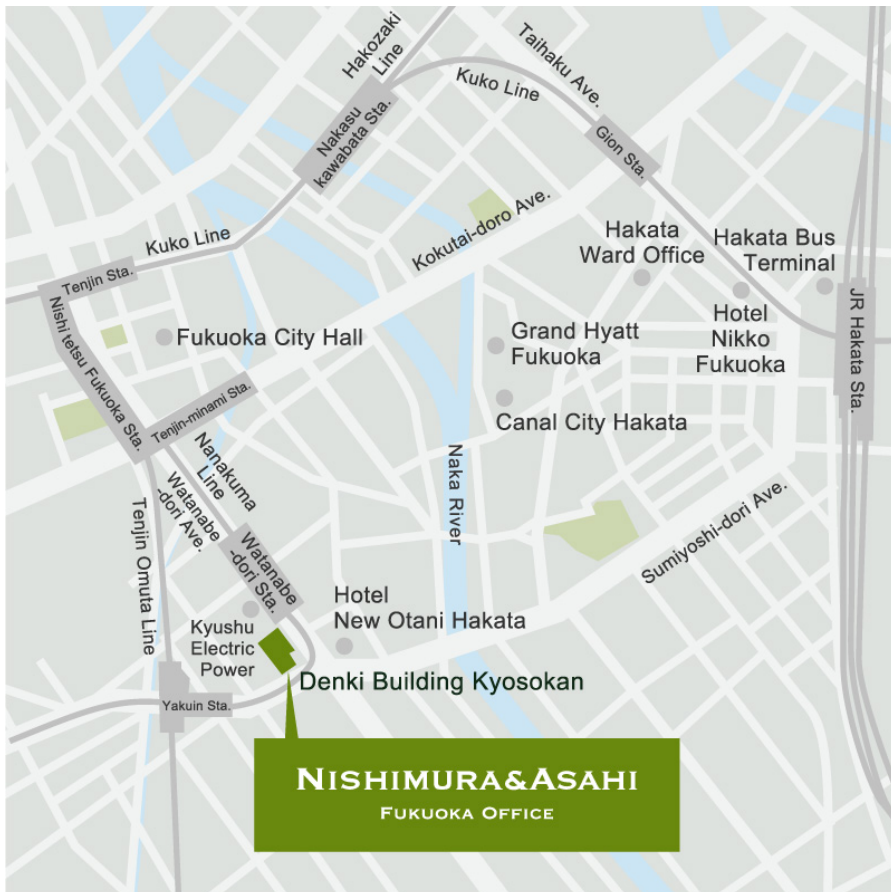 Hakozaki
Line
Taihaku Ave.
Kuko Line
Nakasu
kawabata Sta.
Gion Sta.
Kokutai-doro Ave.
Kuko Line
Hakata
Ward Office
Hakata Bus
Terminal
Tenjin Sta.
Nishi tetsu Fukuoka Sta.
Fukuoka City Hall
Grand Hyatt
Fukuoka
Hotel
Nikko
Fukuoka
JR Hakata Sta.
Tenjin-minami Sta.
Canal City Hakata
Nanakuma
Line
Watanabe
-dori Ave.
Naka River
Tenjin Omuta Line
Sumiyoshi-dori Ave.
Watanabe
-dori Sta.
Hotel
New Otani Hakata
Kyushu
Electric
Power
Denki Building Kyosokan
Yakuin Sta.
NISHIMURA&ASAHI
FUKUOKA OFFICE